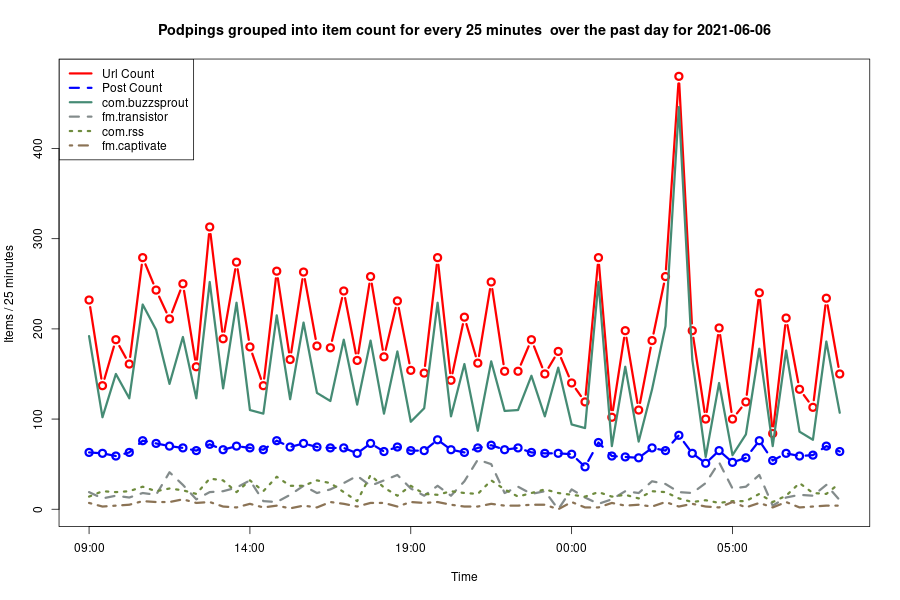 Podpings grouped into item count for every 25 minutes  over the past day for 2021-06-06
Url Count
Post Count
com.buzzsprout
fm.transistor
com.rss
fm.captivate
Items / 25 minutes
400
300
200
100
0
09:00
14:00
19:00
00:00
05:00
Time